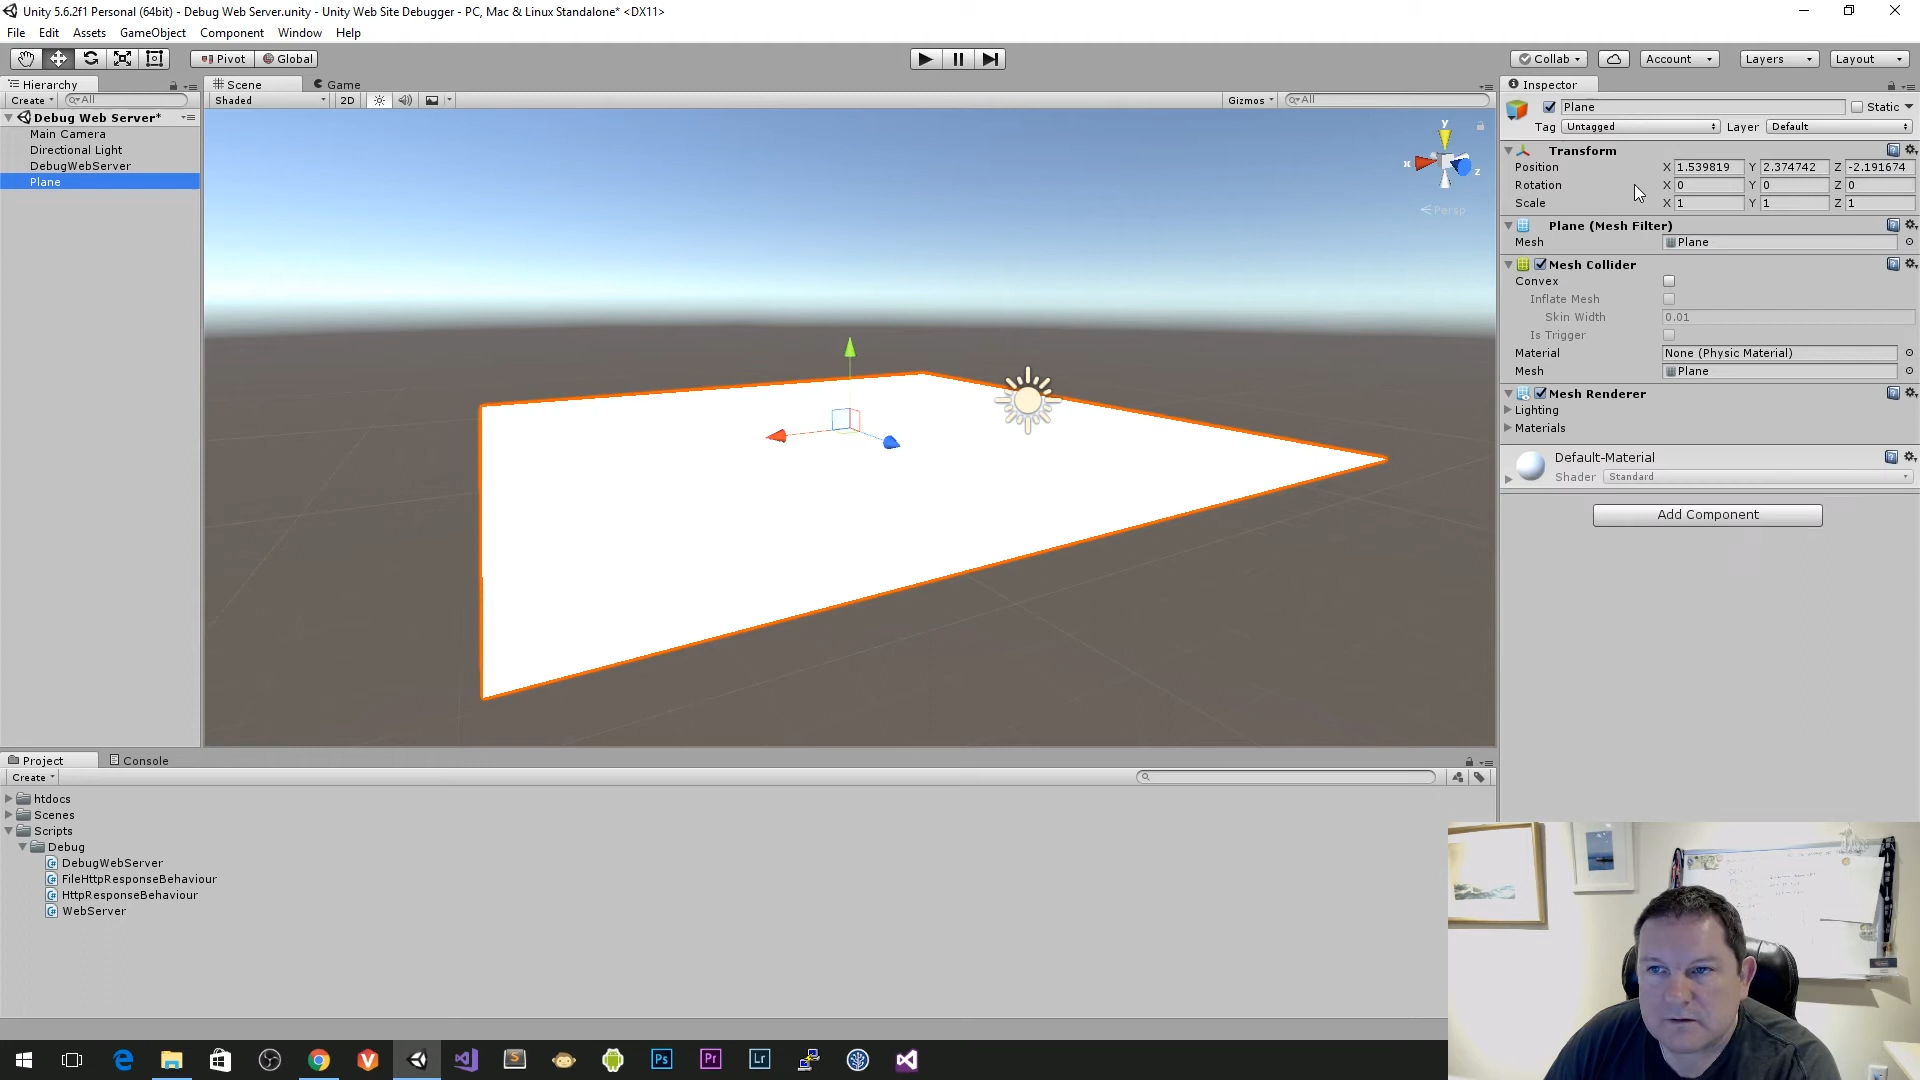 Unity 5.6.2f1 Personal (64bit) - Debug Web Server.unity - Unity Web Site Debugger - PC, Mac & Linux Standalone* <DX11>
File Edit Assets GameObject Component Window Help
Pivot Global Collab Account Layers Layout
Hierarchy Scene Game Inspector
Create All Shaded 2D Gizmos All
Plane Static
Debug Web Server*
Tag Untagged Layer Default
Main Camera
Directional Light
DebugWebServer
Plane
y
x
z
Persp
Transform
Position X 1.539819 Y 2.374742 Z -2.191674
Rotation X 0 Y 0 Z 0
Scale X 1 Y 1 Z 1
Plane (Mesh Filter)
Mesh Plane
Mesh Collider
Convex
Inflate Mesh
Skin Width 0.01
Is Trigger
Material None (Physic Material)
Mesh Plane
Mesh Renderer
Lighting
Materials
Default-Material
Shader Standard
Add Component
Project Console
Create
htdocs
Scenes
Scripts
Debug
DebugWebServer
FileHttpResponseBehaviour
HttpResponseBehaviour
WebServer
Ps Pr Lr